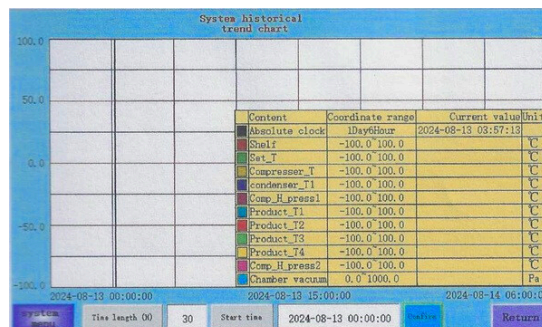 System historical
trend chart
100.0
50.0
0.0
-50.0
-100.0
Content Coordinate range Current value Unit
Absolute clock 1Day6Hour 2024-08-13 03:57:13
Shelf -100.0~100.0 ℃
Set_T -100.0~100.0 ℃
Compresser_T -100.0~100.0 ℃
condenser_T1 -100.0~100.0 ℃
Comp_H_press1 -100.0~100.0 ℃
Product_T1 -100.0~100.0 ℃
Product_T2 -100.0~100.0 ℃
Product_T3 -100.0~100.0 ℃
Product_T4 -100.0~100.0 ℃
Comp_H_press2 -100.0~100.0 ℃
Chamber vacuum 0.0~1000.0 Pa
2024-08-13 00:00:00 2024-08-13 15:00:00 2024-08-14 06:00:0
system
menu
Time length (H) 30 Start time 2024-08-13 00:00:00 Confirm Return